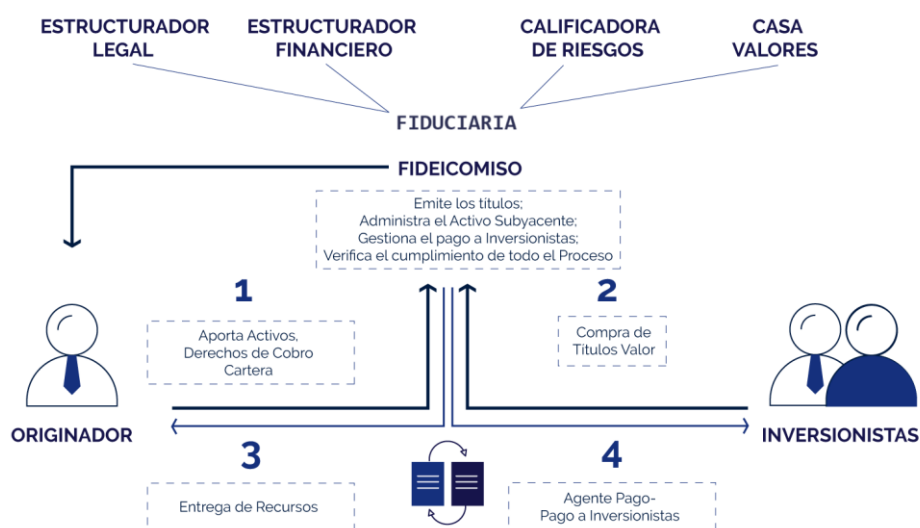 ESTRUCTURADOR
LEGAL
ESTRUCTURADOR
FINANCIERO
CALIFICADORA
DE RIESGOS
CASA
VALORES
FIDUCIARIA
FIDEICOMISO
Emite los títulos;
Administra el Activo Subyacente;
Gestiona el pago a Inversionistas;
Verifica el cumplimiento de todo el Proceso
1
Aporta Activos,
Derechos de Cobro
Cartera
2
Compra de
Títulos Valor
ORIGINADOR
INVERSIONISTAS
3
Entrega de Recursos
4
Agente Pago-
Pago a Inversionistas